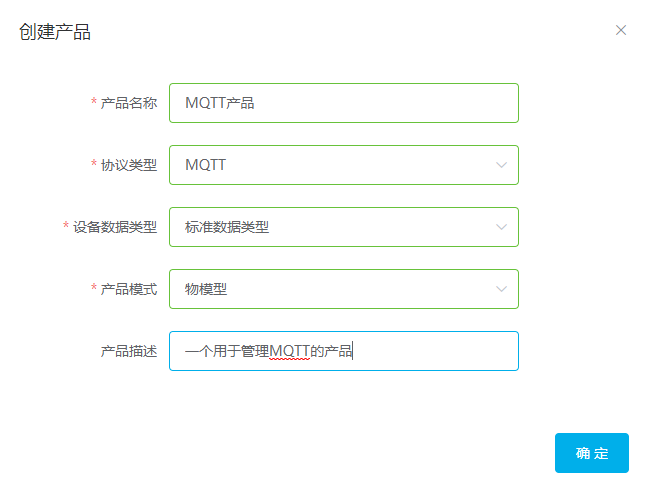 创建产品
* 产品名称 MQTT产品
* 协议类型 MQTT
* 设备数据类型 标准数据类型
* 产品模式 物模型
产品描述 一个用于管理MQTT的产品
确 定